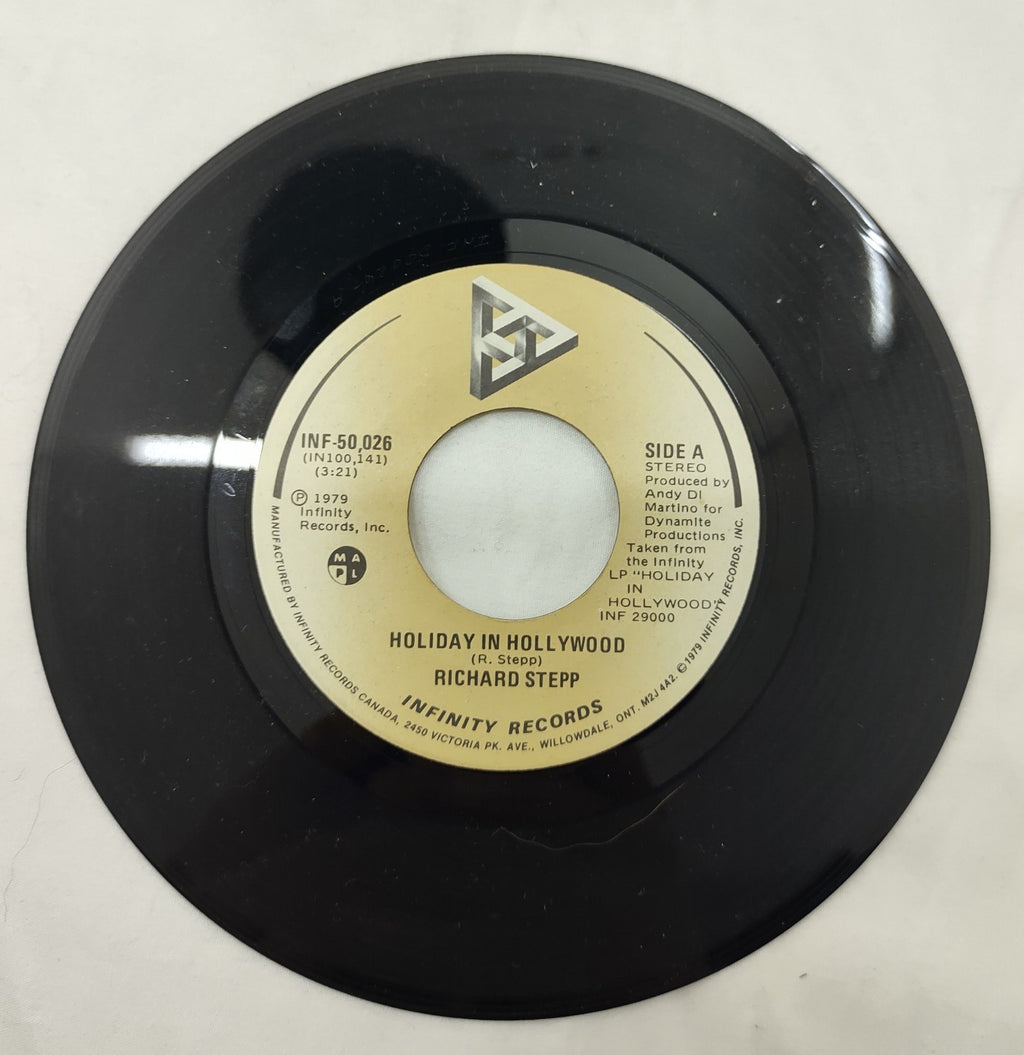 INF-50,026
(IN100,141)
(3:21)
Ⓟ 1979
Infinity
Records, Inc.
M A
P L
SIDE A
STEREO
Produced by
Andy Di
Martino for
Dynamite
Productions
Taken from
the Infinity
LP "HOLIDAY
IN
HOLLYWOOD":
INF 29000
HOLIDAY IN HOLLYWOOD
(R. Stepp)
RICHARD STEPP
INFINITY RECORDS
MANUFACTURED BY INFINITY RECORDS CANADA, 2450 VICTORIA PK. AVE., WILLOWDALE, ONT. M2J 4A2. ©1979 INFINITY RECORDS, INC.